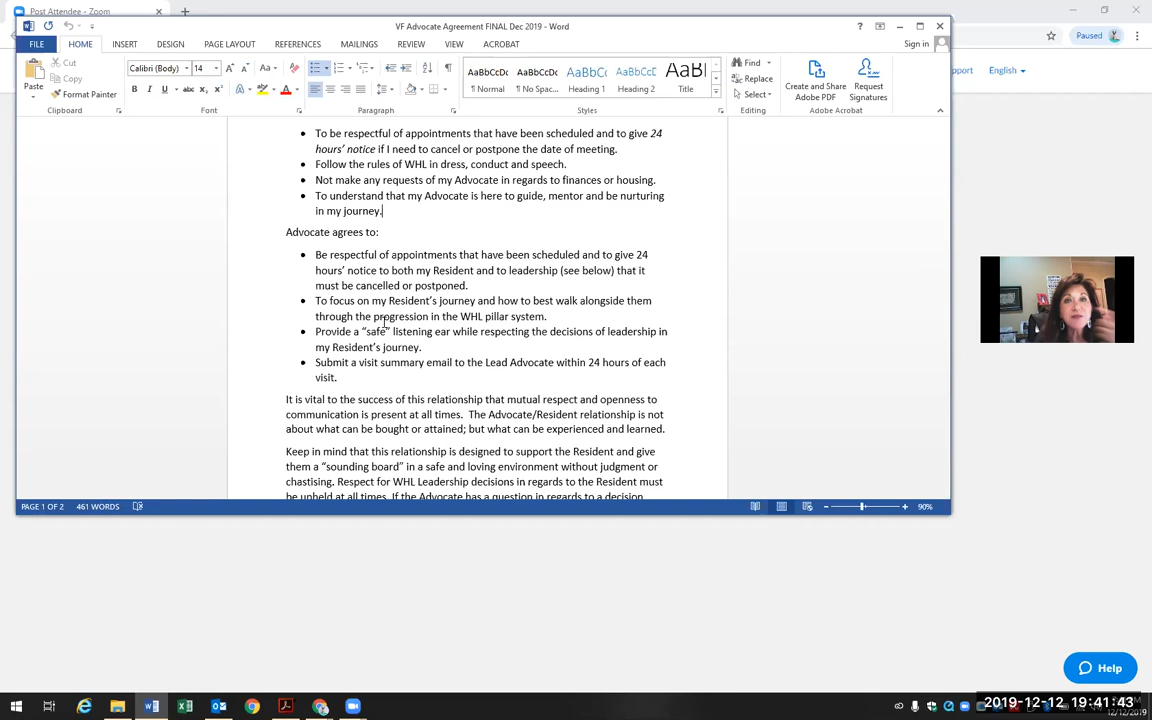 Post Attendee - Zoom
VF Advocate Agreement FINAL Dec 2019 - Word
Paused
FILE HOME INSERT DESIGN PAGE LAYOUT REFERENCES MAILINGS REVIEW VIEW ACROBAT
Sign in
Cut
Copy
Format Painter
Paste
Calibri (Body) 14
Find
Replace
Select
AaBbCcDc AaBbCcDc AaBbCc AaBbCc AaBI
¶ Normal ¶ No Spac... Heading 1 Heading 2 Title
Create and Share
Adobe PDF
Request
Signatures
Clipboard Font Paragraph Styles Editing Adobe Acrobat
English
• To be respectful of appointments that have been scheduled and to give 24
hours’ notice if I need to cancel or postpone the date of meeting.
• Follow the rules of WHL in dress, conduct and speech.
• Not make any requests of my Advocate in regards to finances or housing.
• To understand that my Advocate is here to guide, mentor and be nurturing
in my journey.
Advocate agrees to:
• Be respectful of appointments that have been scheduled and to give 24
hours’ notice to both my Resident and to leadership (see below) that it
must be cancelled or postponed.
• To focus on my Resident’s journey and how to best walk alongside them
through the progression in the WHL pillar system.
• Provide a “safe” listening ear while respecting the decisions of leadership in
my Resident’s journey.
• Submit a visit summary email to the Lead Advocate within 24 hours of each
visit.
It is vital to the success of this relationship that mutual respect and openness to
communication is present at all times. The Advocate/Resident relationship is not
about what can be bought or attained; but what can be experienced and learned.
Keep in mind that this relationship is designed to support the Resident and give
them a “sounding board” in a safe and loving environment without judgment or
chastising. Respect for WHL Leadership decisions in regards to the Resident must
be upheld at all times. If the Advocate has a question in regards to a decision
PAGE 1 OF 2 461 WORDS
90%
Help
2019-12-12 19:41:43
12/12/2019